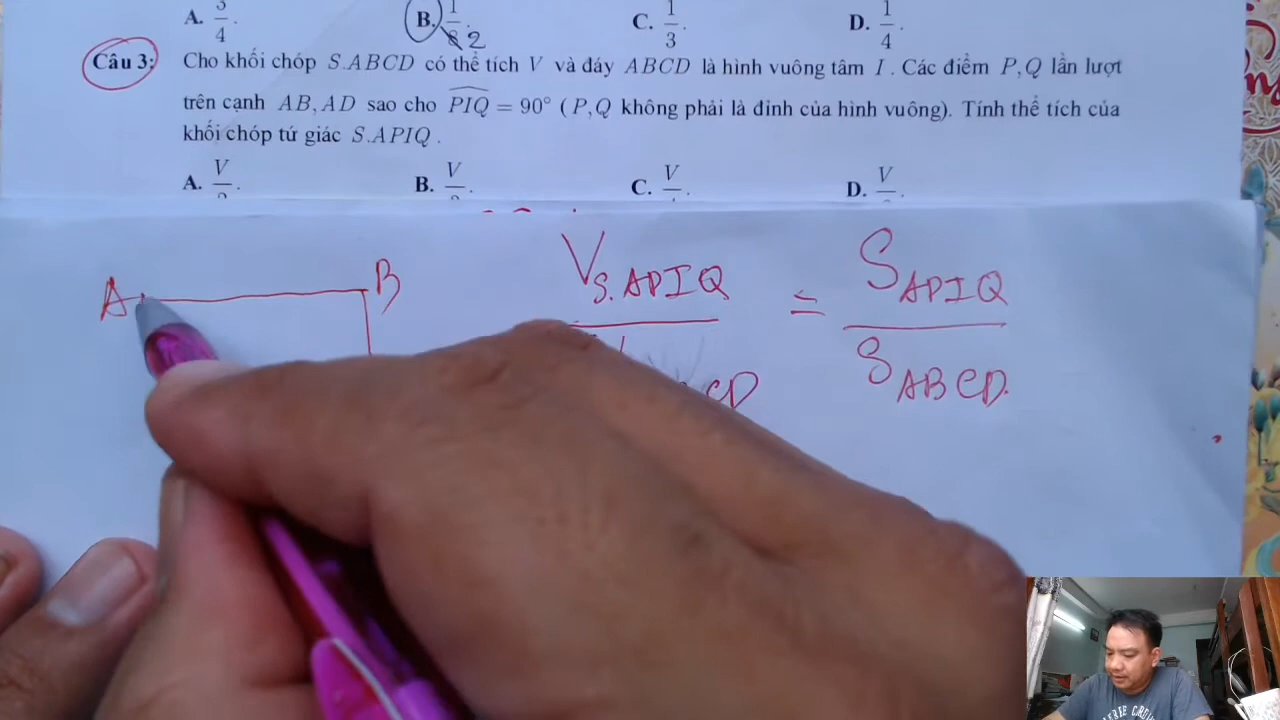 A. 3/4. B. 1/2. C. 1/3. D. 1/4.
Câu 3: Cho khối chóp S.ABCD có thể tích V và đáy ABCD là hình vuông tâm I. Các điểm P,Q lần lượt
trên cạnh AB, AD sao cho PIQ = 90° (P,Q không phải là đỉnh của hình vuông). Tính thể tích của
khối chóp tứ giác S.APIQ.
A. V B. V C. V D. V
A B
V S.APIQ = S APIQ
CD S ABCD.